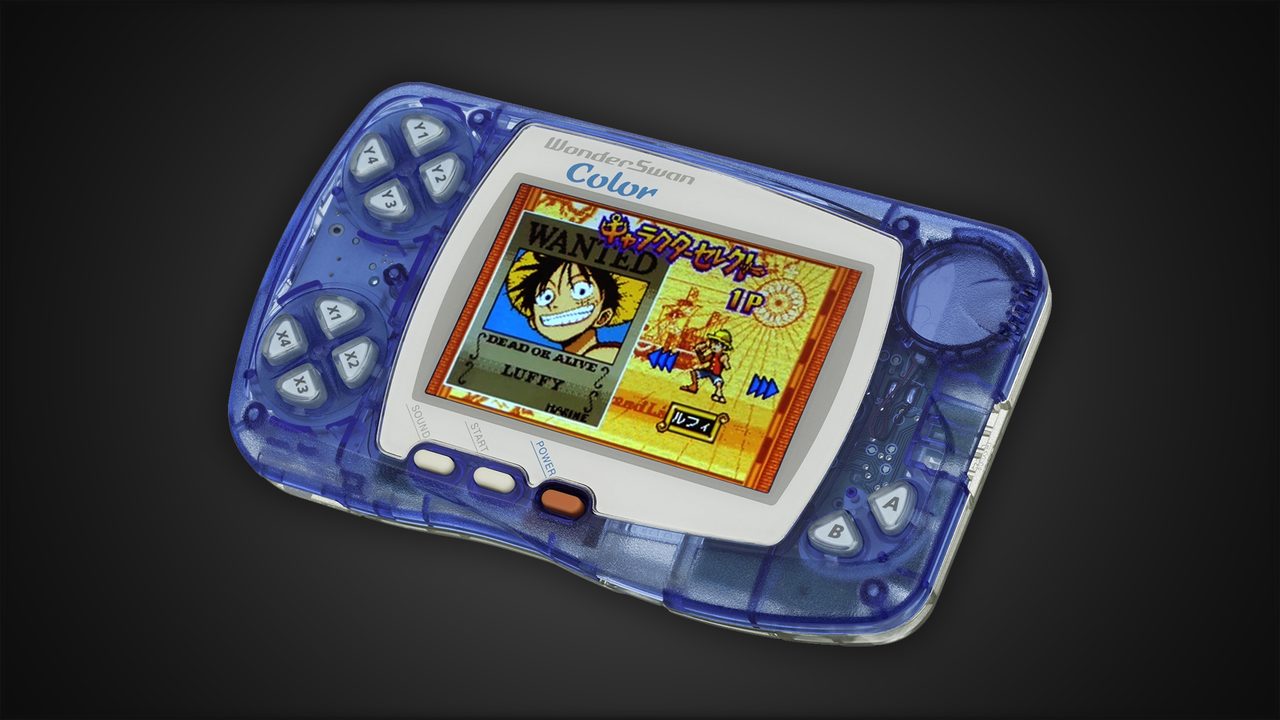 WonderSwan
Color
Y1
Y4
Y2
Y3
X1
X4
X2
X3
キャラクターセレクト
WANTED
1P
DEAD OR ALIVE
LUFFY
MARINE
ルフィ
SOUND
START
POWER
A
B